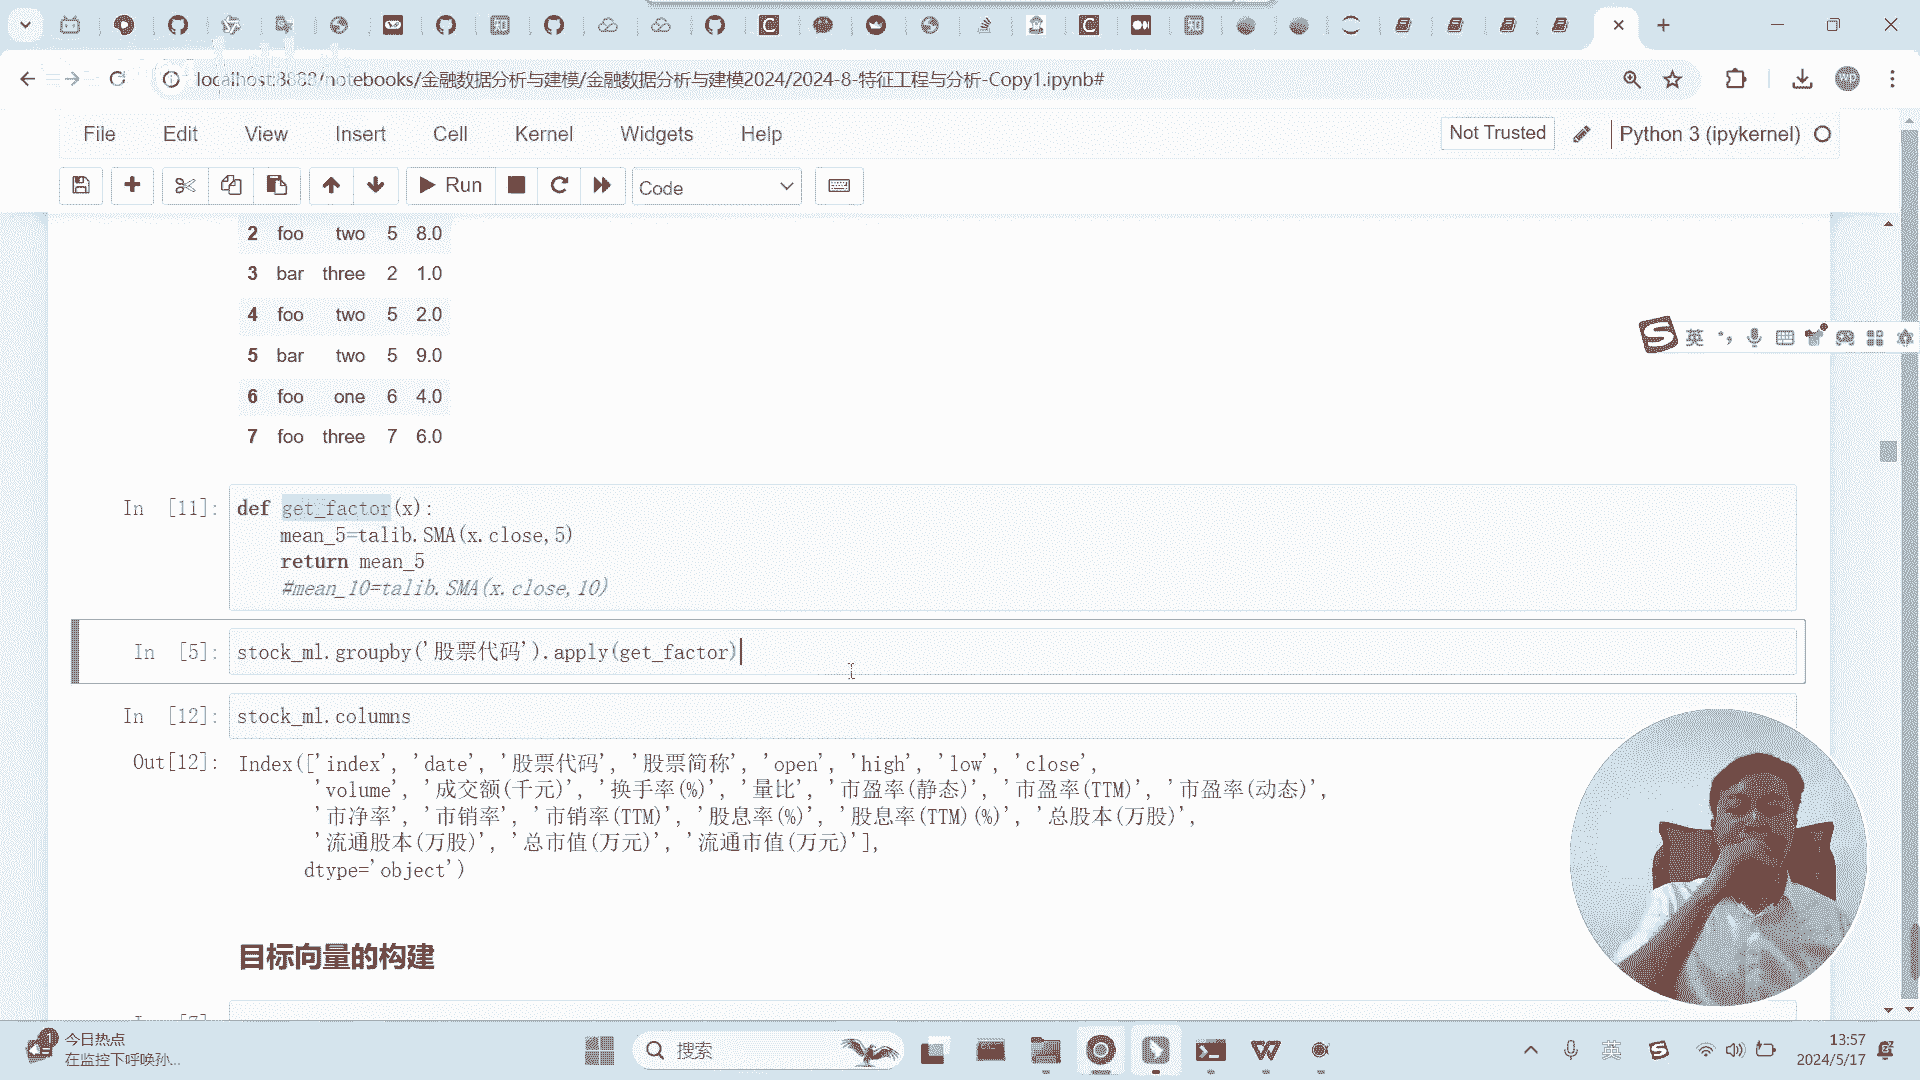 localhost:8888/notebooks/金融数据分析与建模/金融数据分析与建模2024/2024-8-特征工程与分析-Copy1.ipynb#
File Edit View Insert Cell Kernel Widgets Help
Not Trusted
Python 3 (ipykernel)
Run
Code
2 foo two 5 8.0
3 bar three 2 1.0
4 foo two 5 2.0
5 bar two 5 9.0
6 foo one 6 4.0
7 foo three 7 6.0
英
In [11]: def get_factor(x):
mean_5=talib.SMA(x.close,5)
return mean_5
#mean_10=talib.SMA(x.close,10)
In [5]: stock_ml.groupby('股票代码').apply(get_factor)
In [12]: stock_ml.columns
Out[12]: Index(['index', 'date', '股票代码', '股票简称', 'open', 'high', 'low', 'close',
'volume', '成交额(千元)', '换手率(%)', '量比', '市盈率(静态)', '市盈率(TTM)', '市盈率(动态)',
'市净率', '市销率', '市销率(TTM)', '股息率(%)', '股息率(TTM)(%)', '总股本(万股)',
'流通股本(万股)', '总市值(万元)', '流通市值(万元)'],
dtype='object')
目标向量的构建
今日热点
在监控下呼唤孙...
搜索
英
13:57
2024/5/17